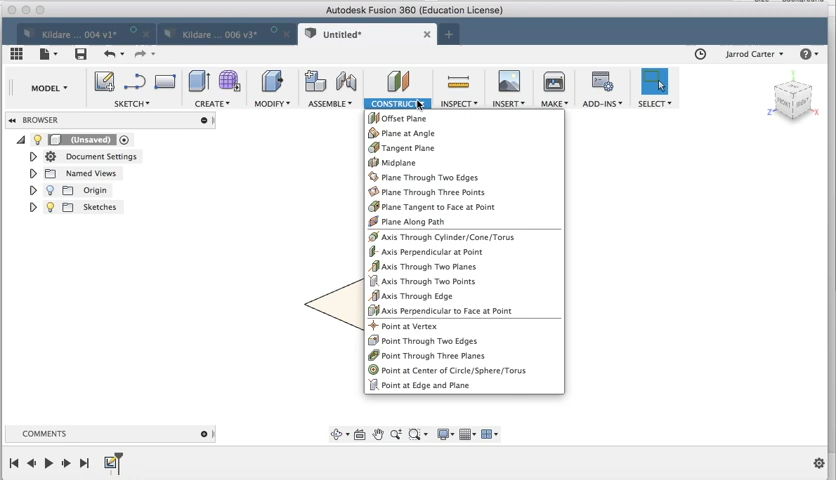 Autodesk Fusion 360 (Education License)
Kildare ... 004 v1*
Kildare ... 006 v3*
Untitled*
Jarrod Carter
MODEL
SKETCH
CREATE
MODIFY
ASSEMBLE
CONSTRUCT
INSPECT
INSERT
MAKE
ADD-INS
SELECT
BROWSER
(Unsaved)
Document Settings
Named Views
Origin
Sketches
Offset Plane
Plane at Angle
Tangent Plane
Midplane
Plane Through Two Edges
Plane Through Three Points
Plane Tangent to Face at Point
Plane Along Path
Axis Through Cylinder/Cone/Torus
Axis Perpendicular at Point
Axis Through Two Planes
Axis Through Two Points
Axis Through Edge
Axis Perpendicular to Face at Point
Point at Vertex
Point Through Two Edges
Point Through Three Planes
Point at Center of Circle/Sphere/Torus
Point at Edge and Plane
Z
X
FRONT
RIGHT
COMMENTS